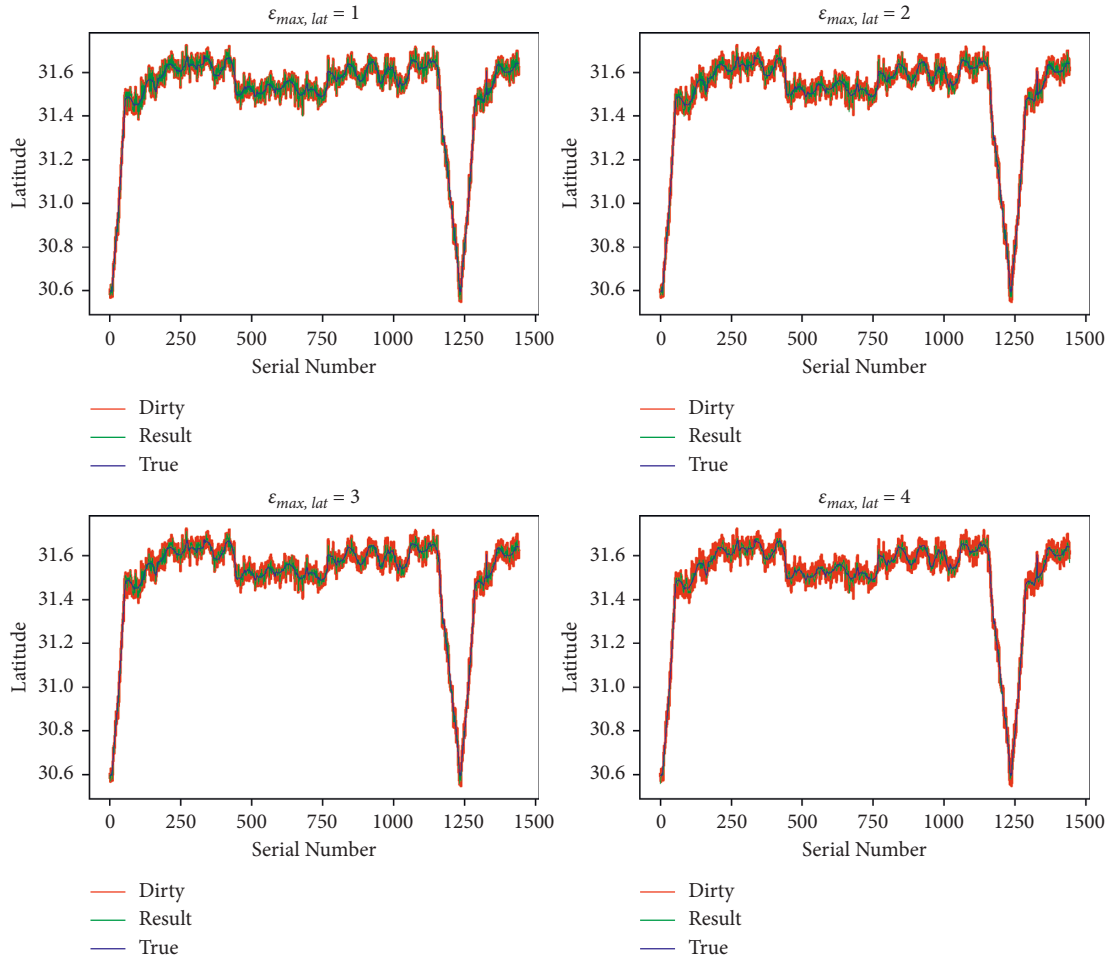 ε max, lat = 1
31.6
31.4
31.2
31.0
30.8
30.6
Latitude
0 250 500 750 1000 1250 1500
Serial Number
Dirty
Result
True
ε max, lat = 2
31.6
31.4
31.2
31.0
30.8
30.6
Latitude
0 250 500 750 1000 1250 1500
Serial Number
Dirty
Result
True
ε max, lat = 3
31.6
31.4
31.2
31.0
30.8
30.6
Latitude
0 250 500 750 1000 1250 1500
Serial Number
Dirty
Result
True
ε max, lat = 4
31.6
31.4
31.2
31.0
30.8
30.6
Latitude
0 250 500 750 1000 1250 1500
Serial Number
Dirty
Result
True